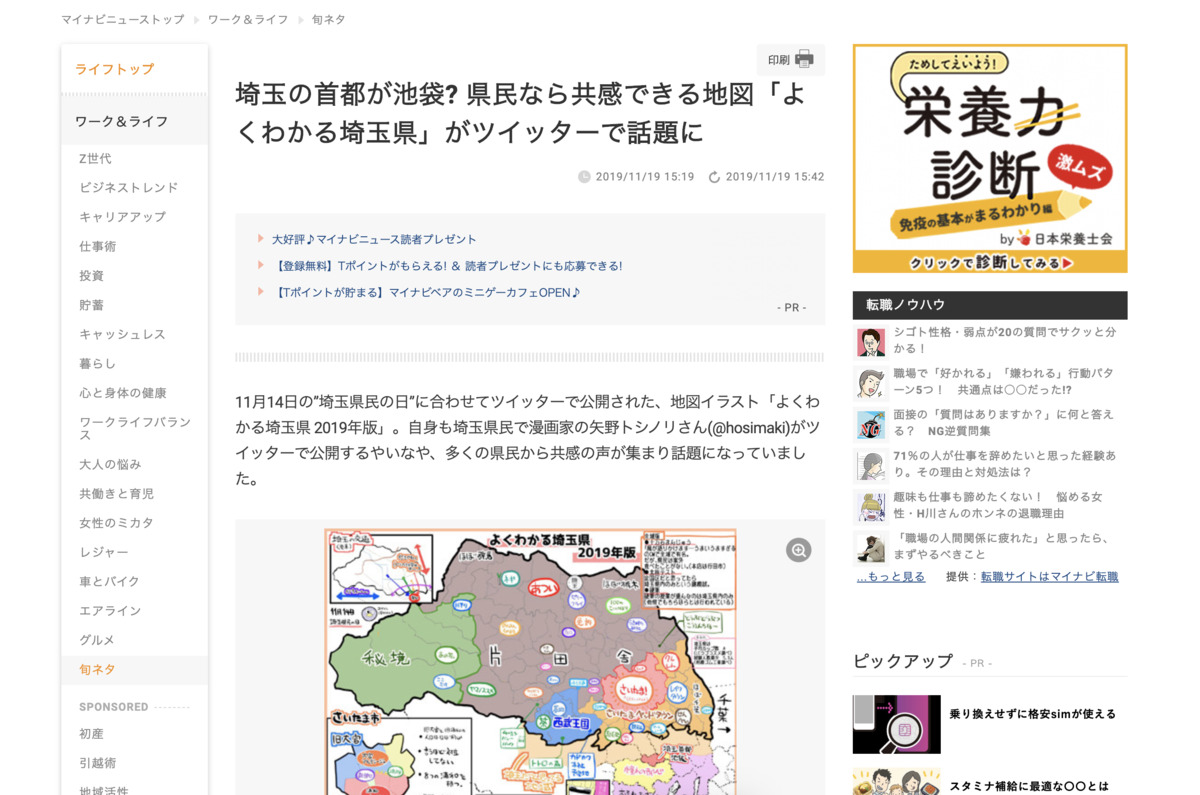 マイナビニューストップ ワーク＆ライフ 旬ネタ
ライフトップ
ワーク＆ライフ
Z世代
ビジネストレンド
キャリアアップ
仕事術
投資
貯蓄
キャッシュレス
暮らし
心と身体の健康
ワークライフバラン
ス
大人の悩み
共働きと育児
女性のミカタ
レジャー
車とバイク
エアライン
グルメ
旬ネタ
SPONSORED
初産
引越術
地域活性
印刷
埼玉の首都が池袋? 県民なら共感できる地図「よ
くわかる埼玉県」がツイッターで話題に
2019/11/19 15:19 2019/11/19 15:42
大好評♪マイナビニュース読者プレゼント
【登録無料】Tポイントがもらえる! ＆ 読者プレゼントにも応募できる!
【Tポイントが貯まる】マイナビベアのミニゲーカフェOPEN♪
- PR -
11月14日の”埼玉県民の日”に合わせてツイッターで公開された、地図イラスト「よくわ
かる埼玉県 2019年版」。自身も埼玉県民で漫画家の矢野トシノリさん(@hosimaki)がツ
イッターで公開するやいなや、多くの県民から共感の声が集まり話題になっていまし
た。
よくわかる埼玉県
2019年版
11月14日
あつい
秘境
片田舎
さいたま!
さいたまダウンタウン
千葉
西武王国
さいたま市
旧大宮
トトロの森
ためしてえいよう!
栄養力
診断
激ムズ
免疫の基本がまるわかり編
by 日本栄養士会
クリックで診断してみる▶
転職ノウハウ
シゴト性格・弱点が20の質問でサクッと分
かる！
職場で「好かれる」「嫌われる」行動パタ
ーン5つ！ 共通点は○○だった!?
面接の「質問はありますか？」に何と答え
る？ NG逆質問集
71％の人が仕事を辞めたいと思った経験あ
り。その理由と対処法は？
趣味も仕事も諦めたくない！ 悩める女
性・H川さんのホンネの退職理由
「職場の人間関係に疲れた」と思ったら、
まずやるべきこと
...もっと見る 提供：転職サイトはマイナビ転職
ピックアップ - PR -
乗り換えせずに格安simが使える
スタミナ補給に最適な〇〇とは